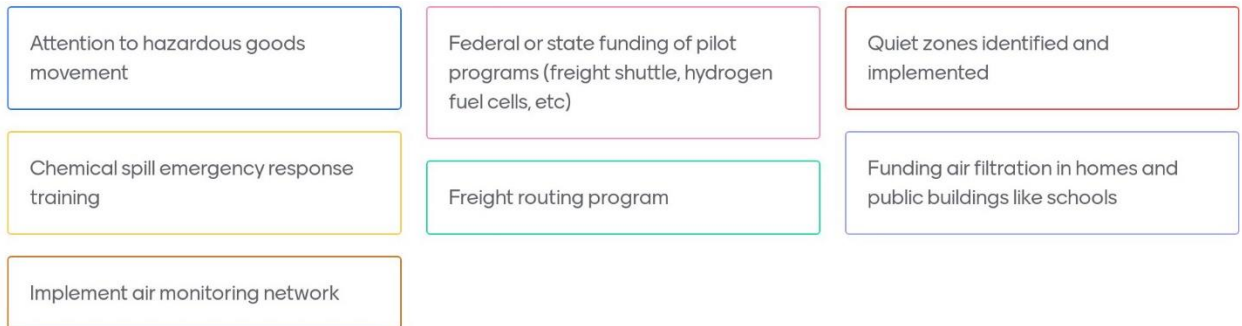 Attention to hazardous goods
movement
Federal or state funding of pilot
programs (freight shuttle, hydrogen
fuel cells, etc)
Quiet zones identified and
implemented
Chemical spill emergency response
training
Freight routing program
Funding air filtration in homes and
public buildings like schools
Implement air monitoring network